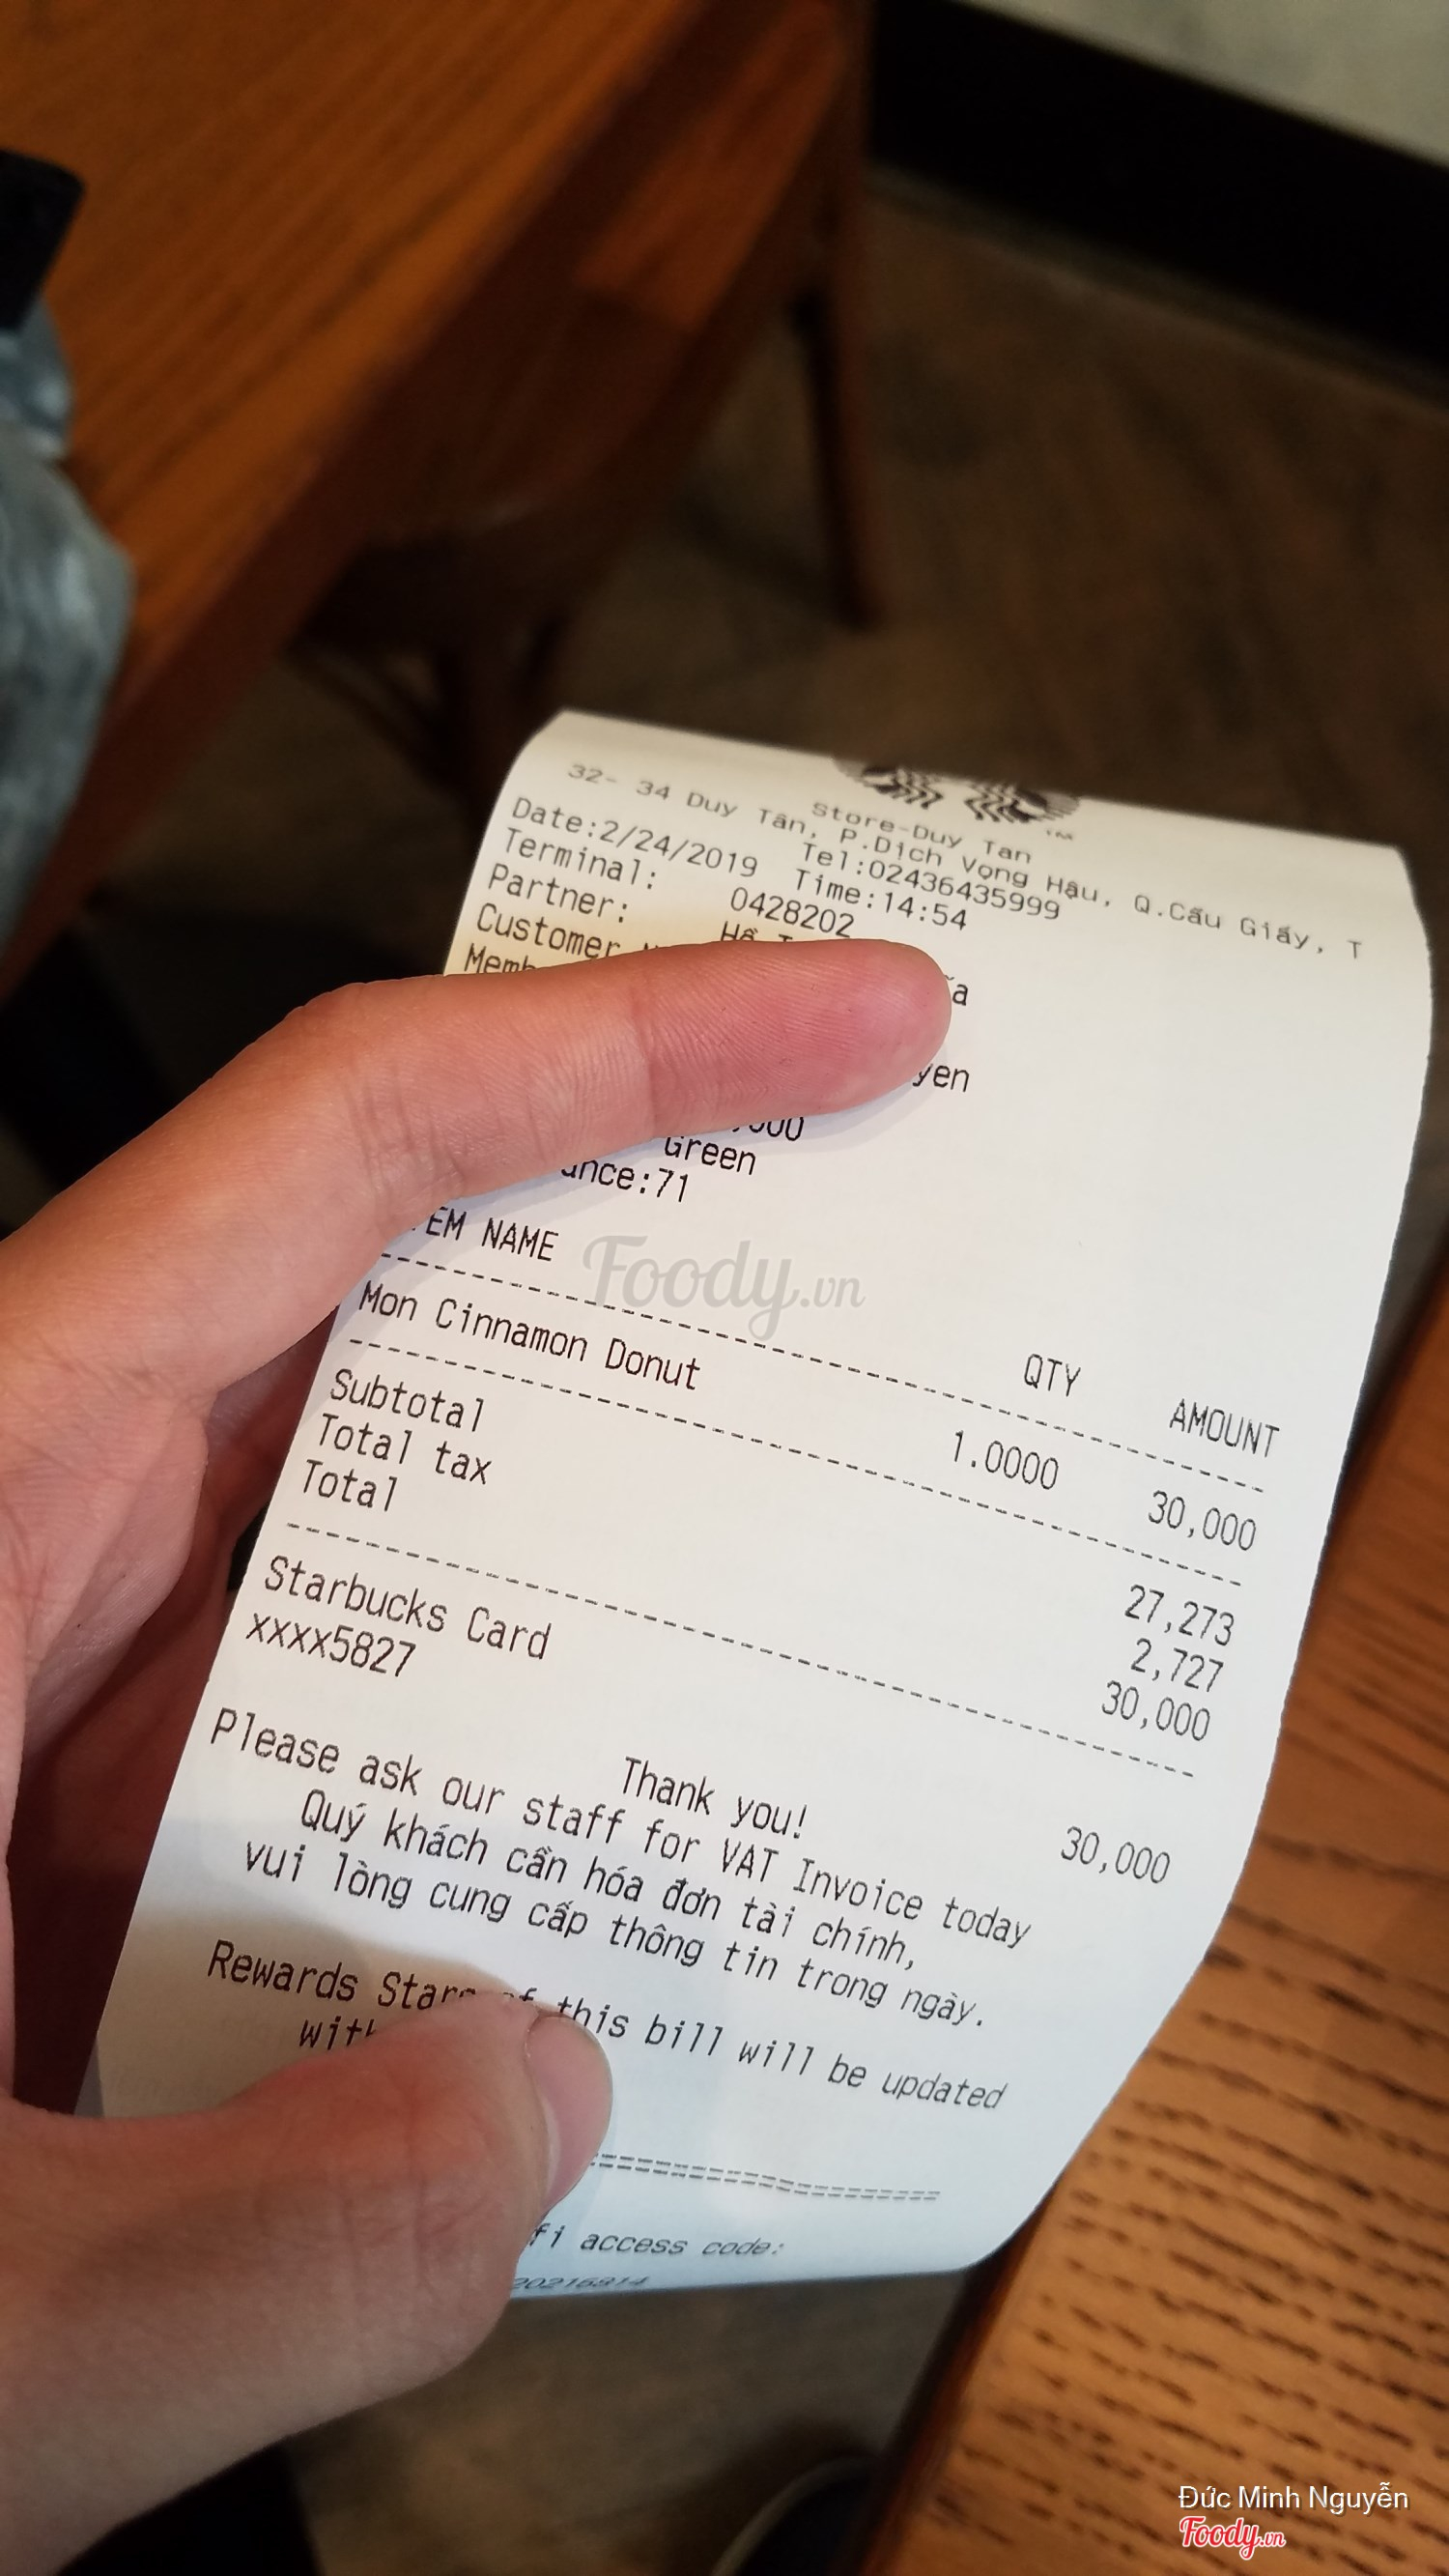 Store-Duy Tan
32- 34 Duy Tân, P.Dịch Vọng Hậu, Q.Cầu Giấy, T
Tel:02436435999
Date:2/24/2019 Time:14:54
Terminal: 0428202
Partner:
Customer
Green
71
NAME QTY AMOUNT
Mon Cinnamon Donut 1.0000 30,000
Subtotal 27,273
Total tax 2,727
Total 30,000
Starbucks Card 30,000
xxxx5827
Thank you!
Please ask our staff for VAT Invoice today
Quý khách cần hóa đơn tài chính,
vui lòng cung cấp thông tin trong ngày.
Rewards Stars of this bill will be updated
access code:
Foody.vn
Đức Minh Nguyễn
Foody.vn